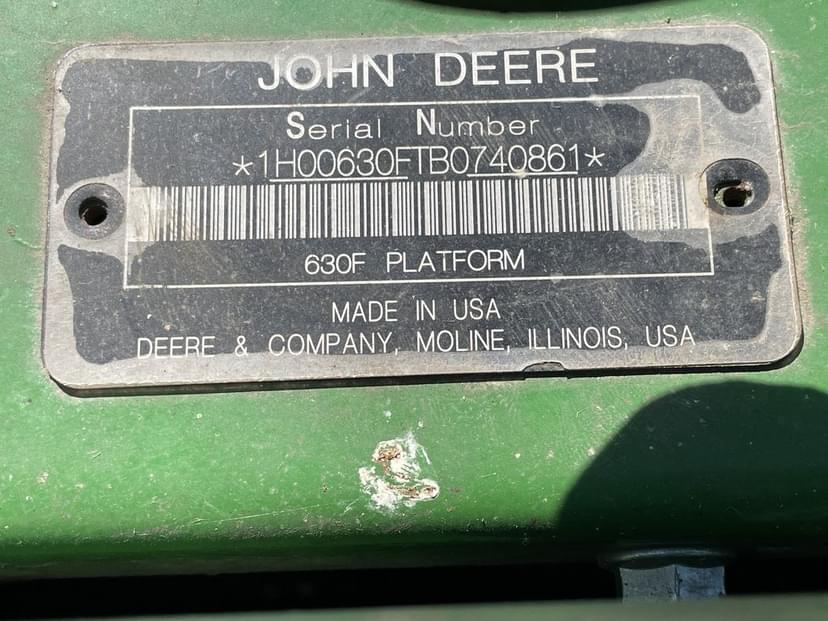 JOHN DEERE
Serial Number
*1H00630FTB0740861*
630F PLATFORM
MADE IN USA
DEERE & COMPANY, MOLINE, ILLINOIS, USA